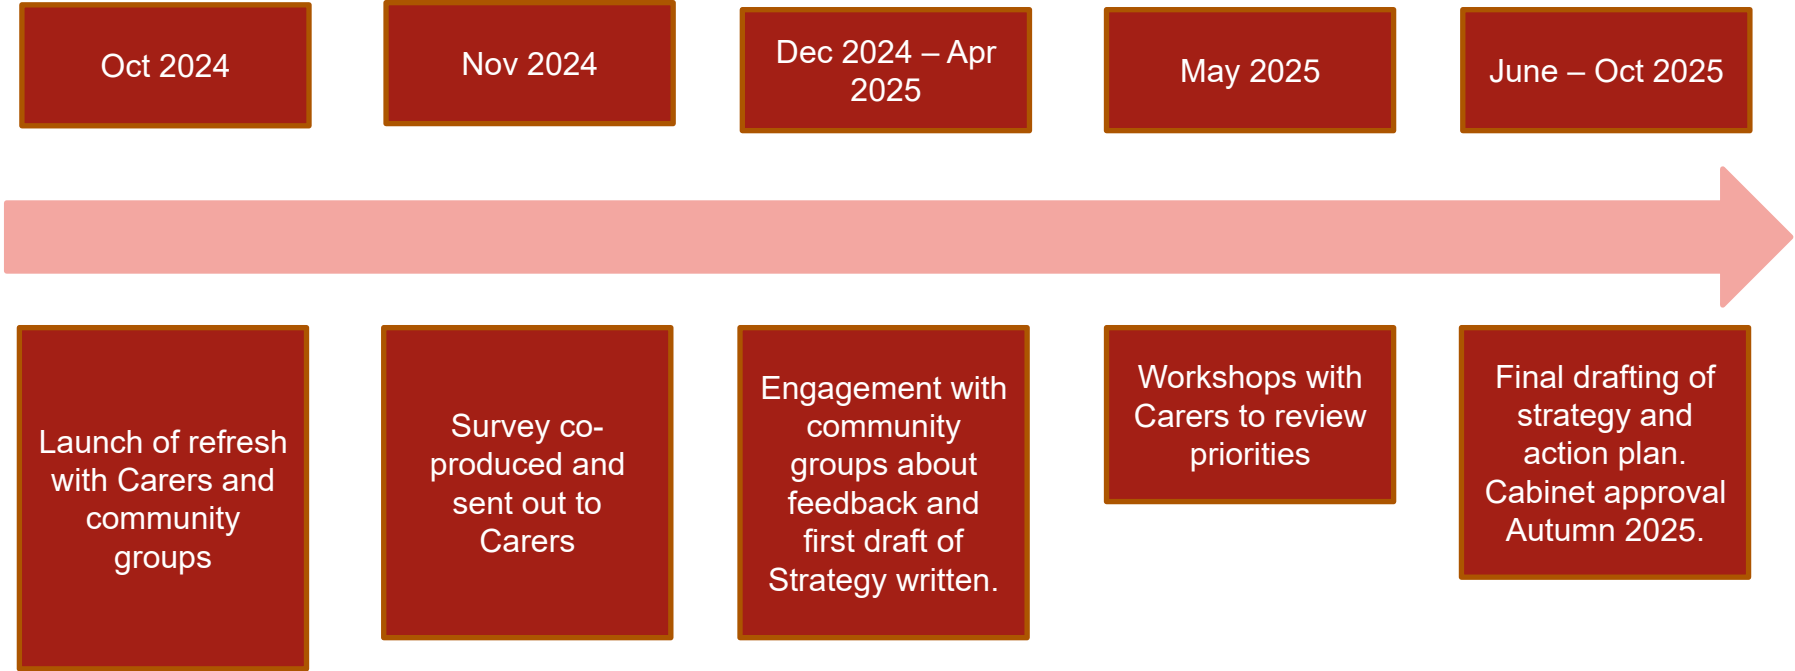 Oct 2024
Nov 2024
Dec 2024 – Apr
2025
May 2025
June – Oct 2025
Launch of refresh
with Carers and
community
groups
Survey co-
produced and
sent out to
Carers
Engagement with
community
groups about
feedback and
first draft of
Strategy written.
Workshops with
Carers to review
priorities
Final drafting of
strategy and
action plan.
Cabinet approval
Autumn 2025.